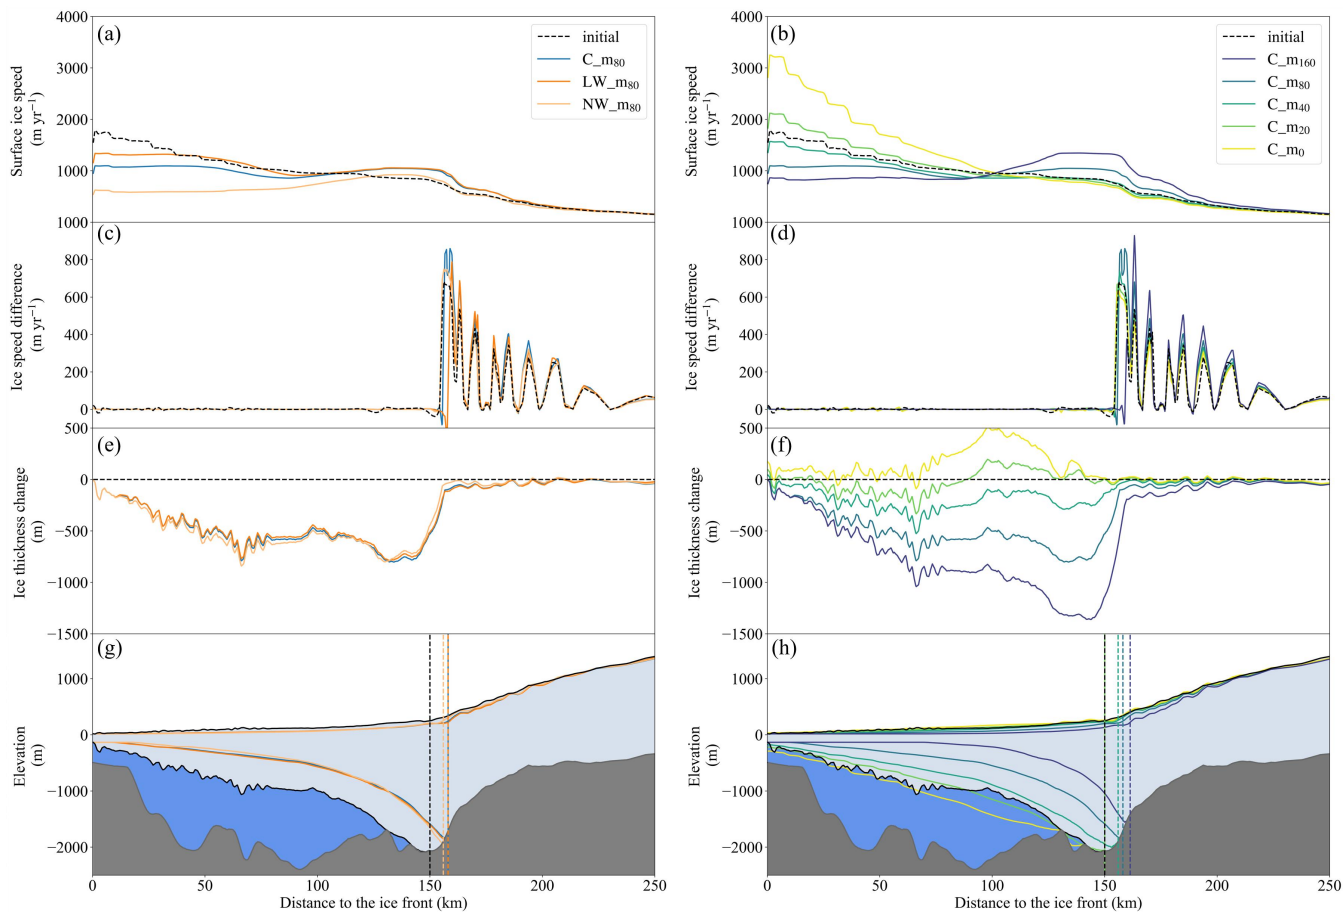 (a)
4000
3000
2000
1000
1000
Surface ice speed
(m yr⁻¹)
initial
C_m₈₀
LW_m₈₀
NW_m₈₀
(c)
800
600
400
200
0
500
Ice speed difference
(m yr⁻¹)
(e)
0
−500
−1000
−1500
Ice thickness change
(m)
(g)
1000
0
−1000
−2000
Elevation
(m)
0
50
100
150
200
250
Distance to the ice front (km)
(b)
4000
3000
2000
1000
1000
Surface ice speed
(m yr⁻¹)
initial
C_m₁₆₀
C_m₈₀
C_m₄₀
C_m₂₀
C_m₀
(d)
800
600
400
200
0
500
Ice speed difference
(m yr⁻¹)
(f)
0
−500
−1000
−1500
Ice thickness change
(m)
(h)
1000
0
−1000
−2000
Elevation
(m)
0
50
100
150
200
250
Distance to the ice front (km)